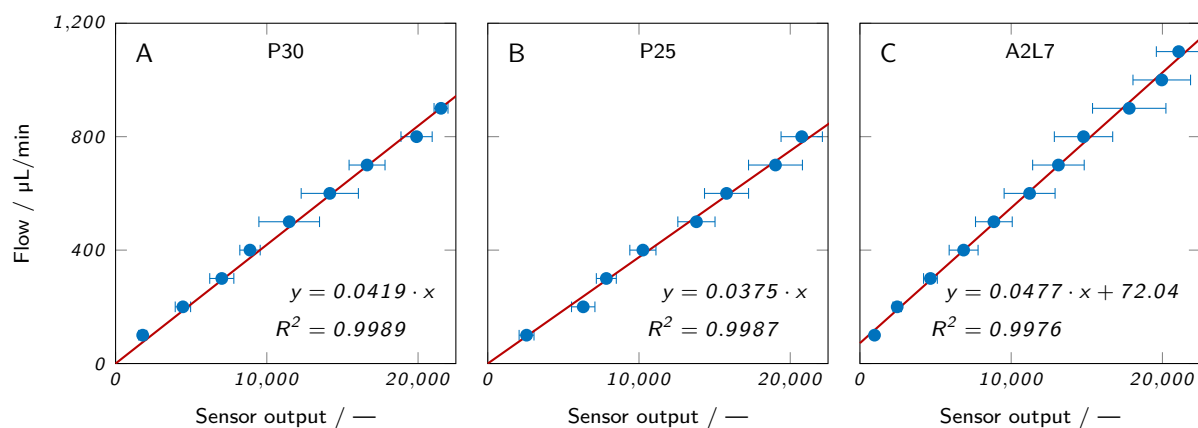 1,200
800
400
0
Flow / µL/min
A
P30
y = 0.0419 · x
R² = 0.9989
0
10,000
20,000
Sensor output / —
B
P25
y = 0.0375 · x
R² = 0.9987
0
10,000
20,000
Sensor output / —
C
A2L7
y = 0.0477 · x + 72.04
R² = 0.9976
0
10,000
20,000
Sensor output / —